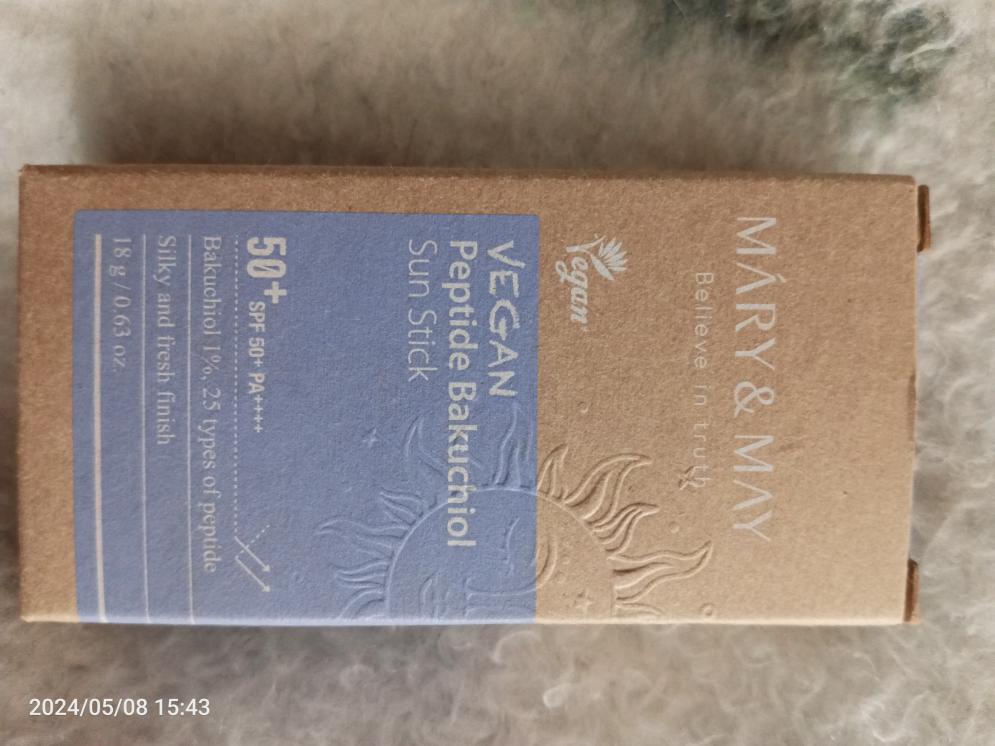 MÁRY & MAY
Believe in truth
Vegan
VEGAN
Peptide Bakuchiol
Sun Stick
50+ SPF 50+ PA++++
Bakuchiol 1%, 25 types of peptide
Silky and fresh finish
18 g / 0.63 oz.
2024/05/08 15:43